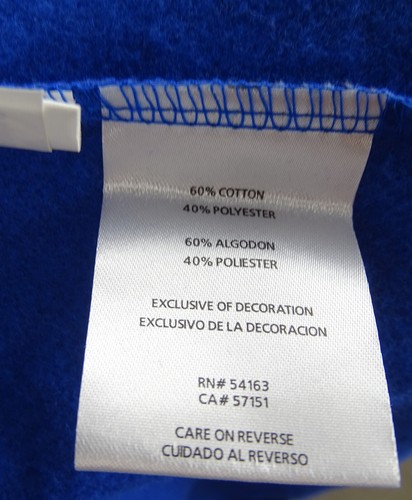 60% COTTON
40% POLYESTER
60% ALGODON
40% POLIESTER
EXCLUSIVE OF DECORATION
EXCLUSIVO DE LA DECORACION
RN# 54163
CA# 57151
CARE ON REVERSE
CUIDADO AL REVERSO